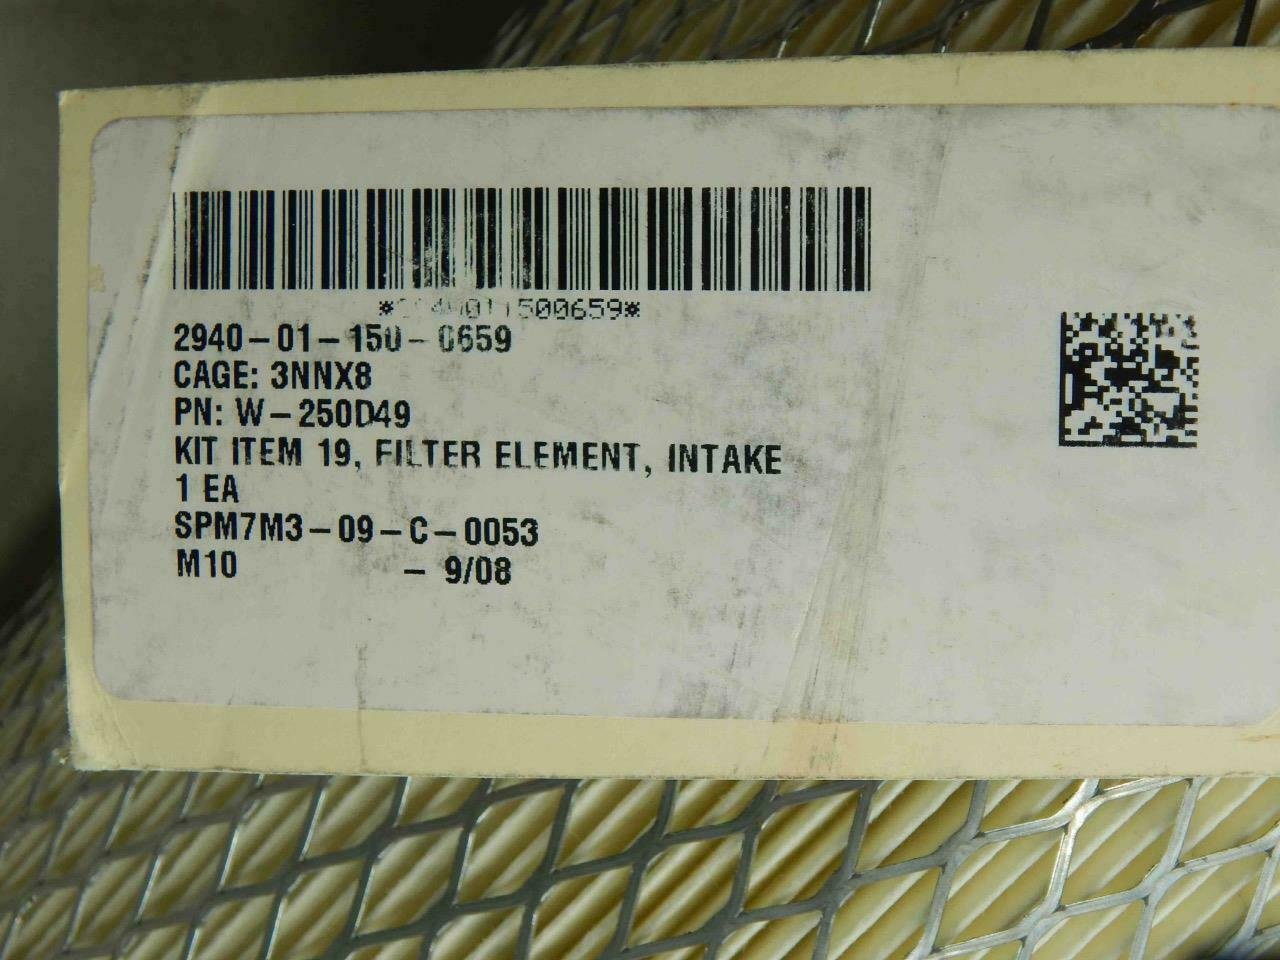 *2940011500659*
2940-01-150-0659
CAGE: 3NNX8
PN: W-250D49
KIT ITEM 19, FILTER ELEMENT, INTAKE
1 EA
SPM7M3-09-C-0053
M10 - 9/08